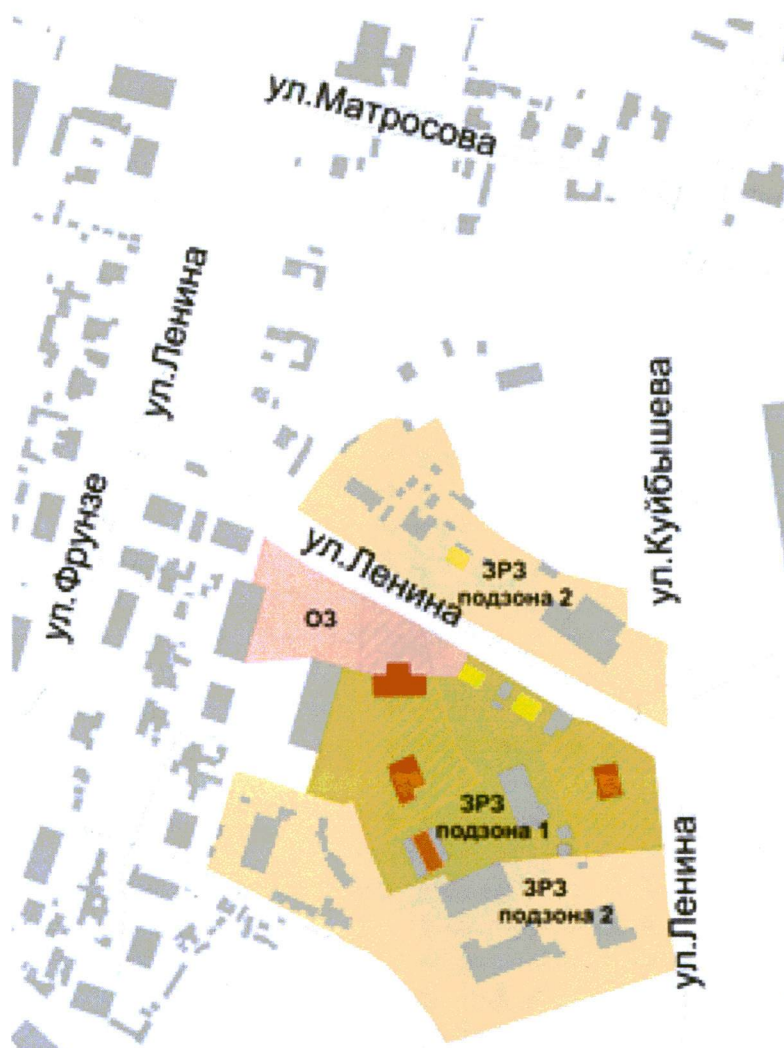 ул.Матросова
ул.Ленина
ул.Куйбышева
ул.Фрунзе
ул.Ленина
ЗРЗ
подзона 2
ОЗ
ЗРЗ
подзона 1
ЗРЗ
подзона 2
ул.Ленина